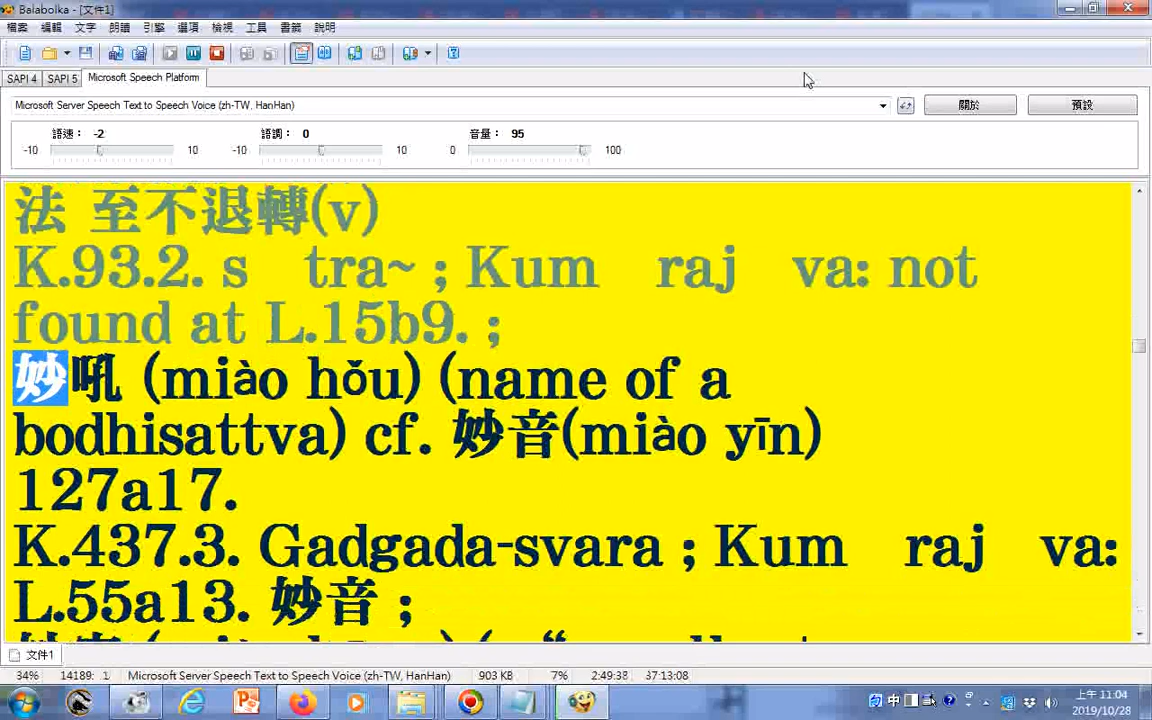 Balabolka - [文件1]
檔案 編輯 文字 朗讀 引擎 選項 檢視 工具 書籤 說明
SAPI 4 SAPI 5 Microsoft Speech Platform
Microsoft Server Speech Text to Speech Voice (zh-TW, HanHan) 關於 預設
語速： -2 語調： 0 音量： 95
-10 10 -10 10 0 100
法 至不退轉(v)
K.93.2. s tra~ ; Kum raj va: not
found at L.15b9. ;
妙吼 (miào hǒu) (name of a
bodhisattva) cf. 妙音(miào yīn)
127a17.
K.437.3. Gadgada-svara ; Kum raj va:
L.55a13. 妙音 ;
文件1
34% 14189: 1 Microsoft Server Speech Text to Speech Voice (zh-TW, HanHan) 903 KB 7% 2:49:38 37:13:08
中 上午 11:04
2019/10/28